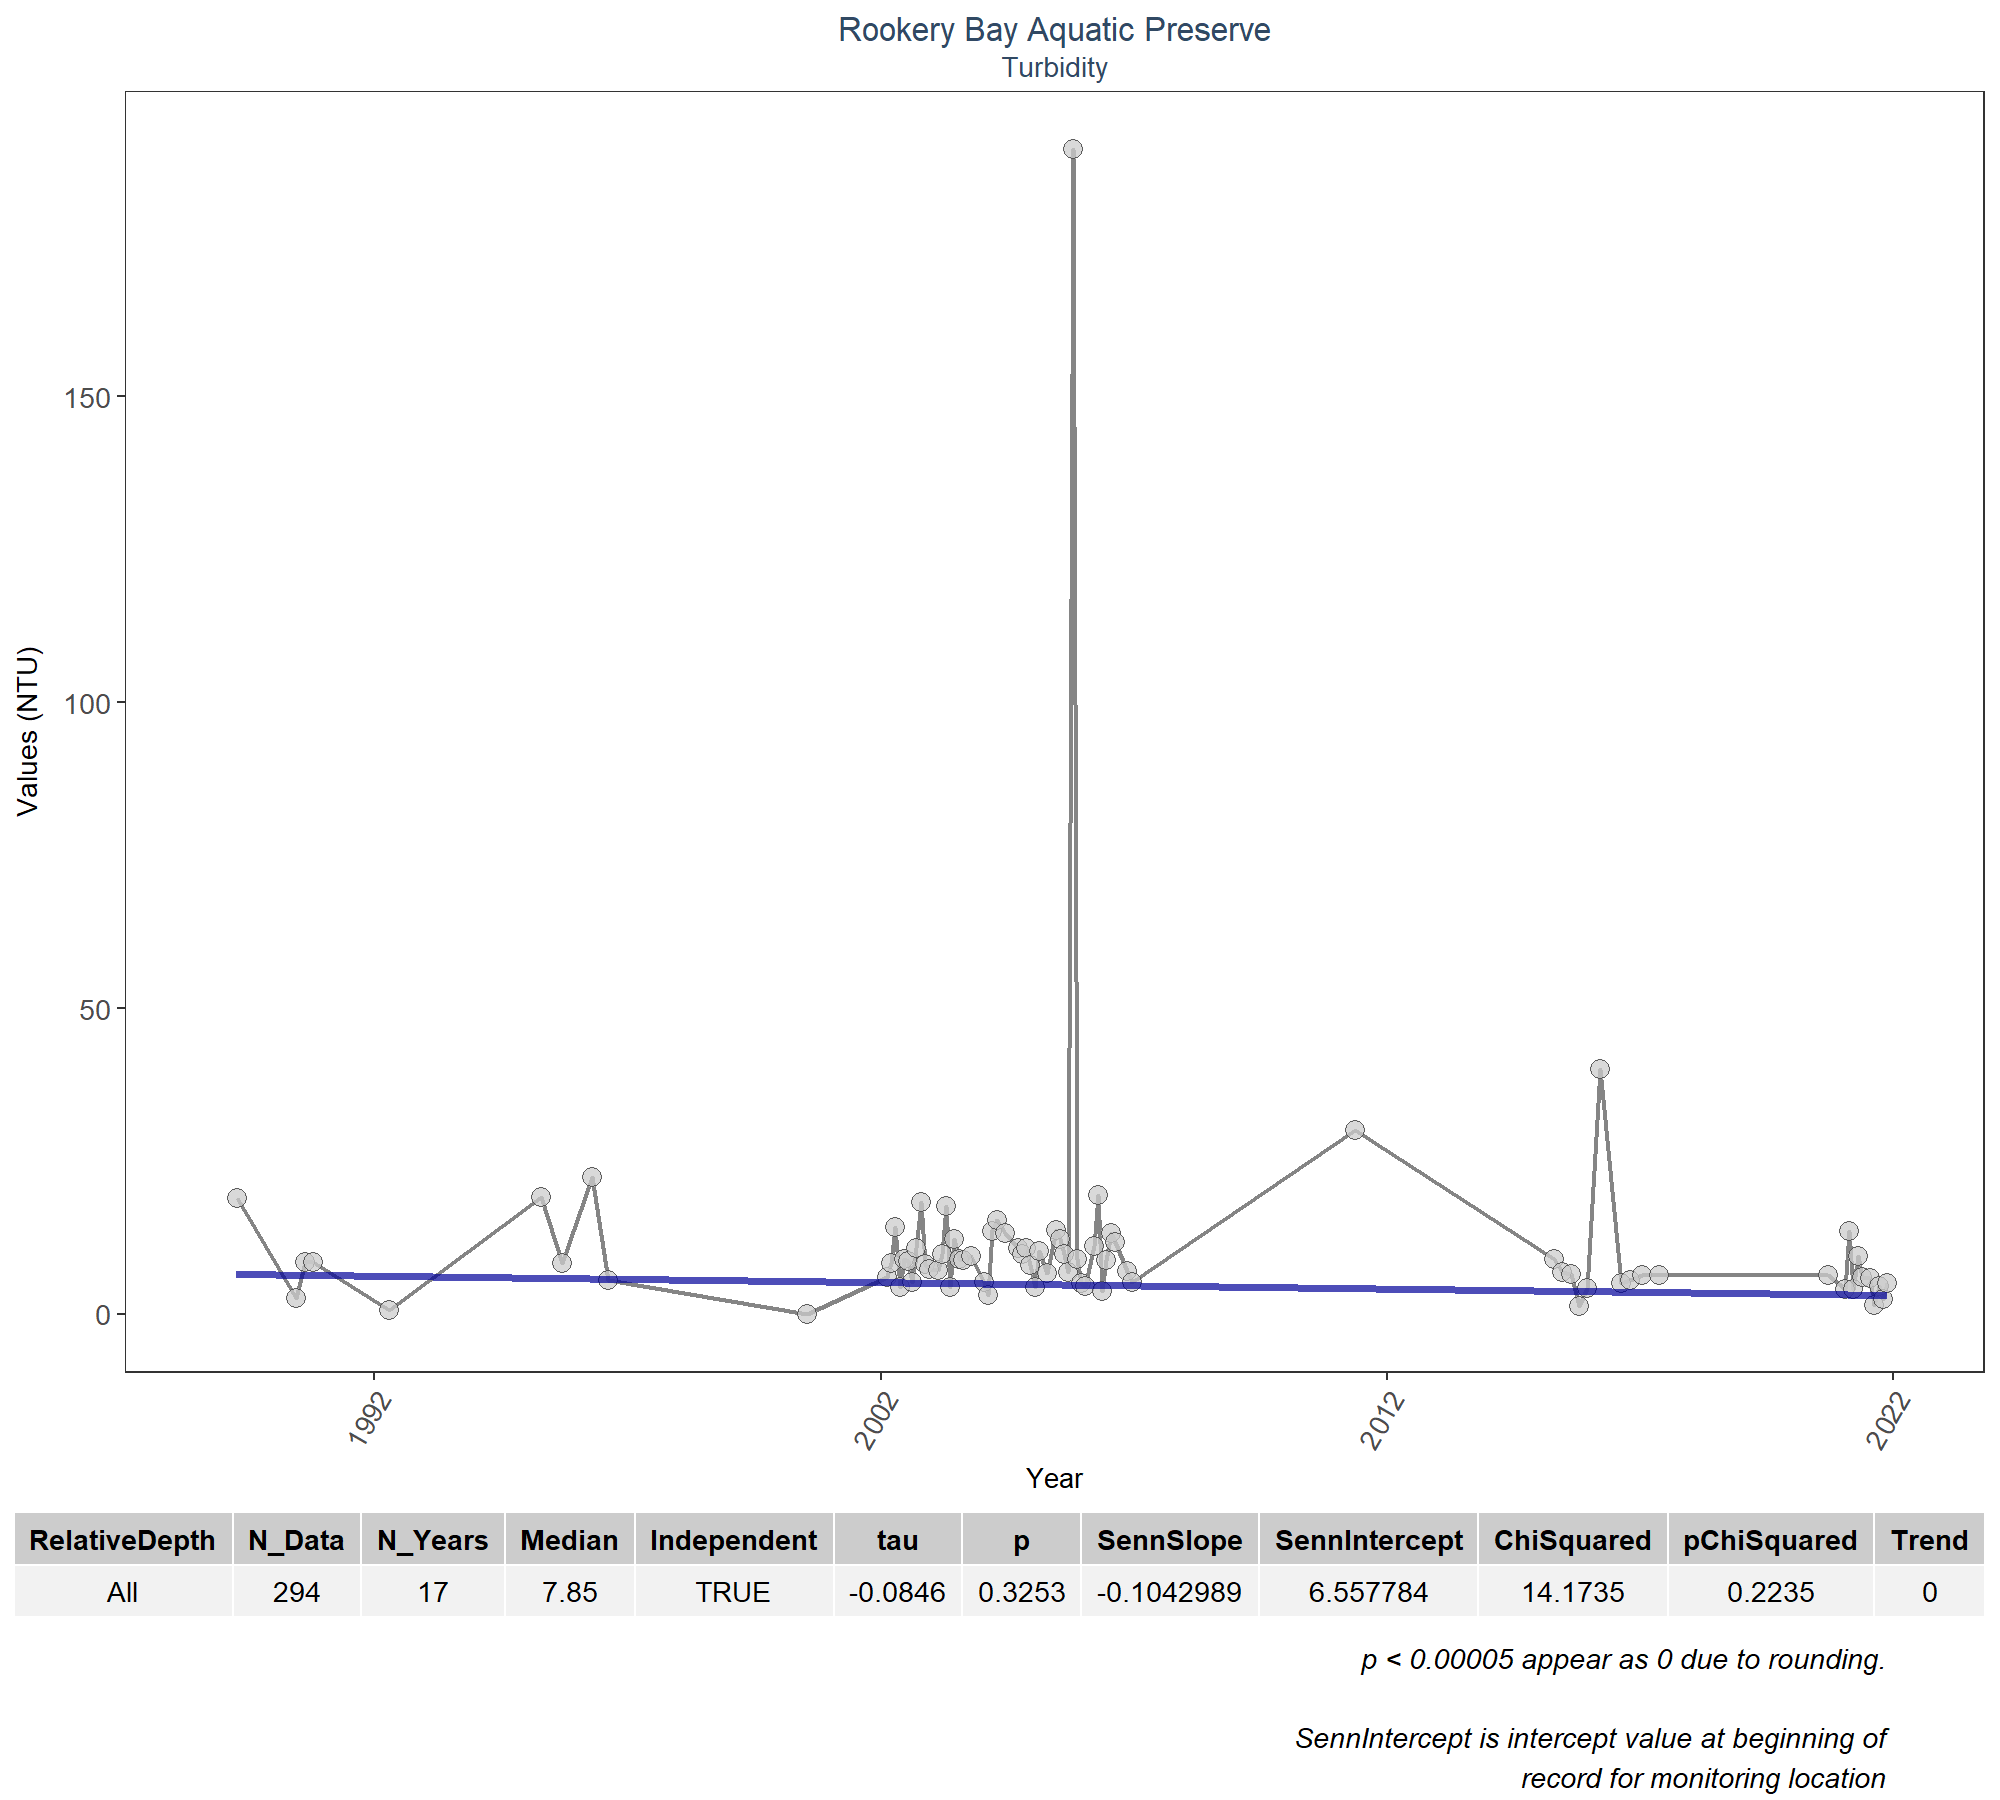 Rookery Bay Aquatic Preserve
Turbidity
Values (NTU)
150
100
50
0
1992
2002
2012
2022
Year
RelativeDepth N_Data N_Years Median Independent tau p SennSlope SennIntercept ChiSquared pChiSquared Trend
All 294 17 7.85 TRUE -0.0846 0.3253 -0.1042989 6.557784 14.1735 0.2235 0
p < 0.00005 appear as 0 due to rounding.
SennIntercept is intercept value at beginning of
record for monitoring location